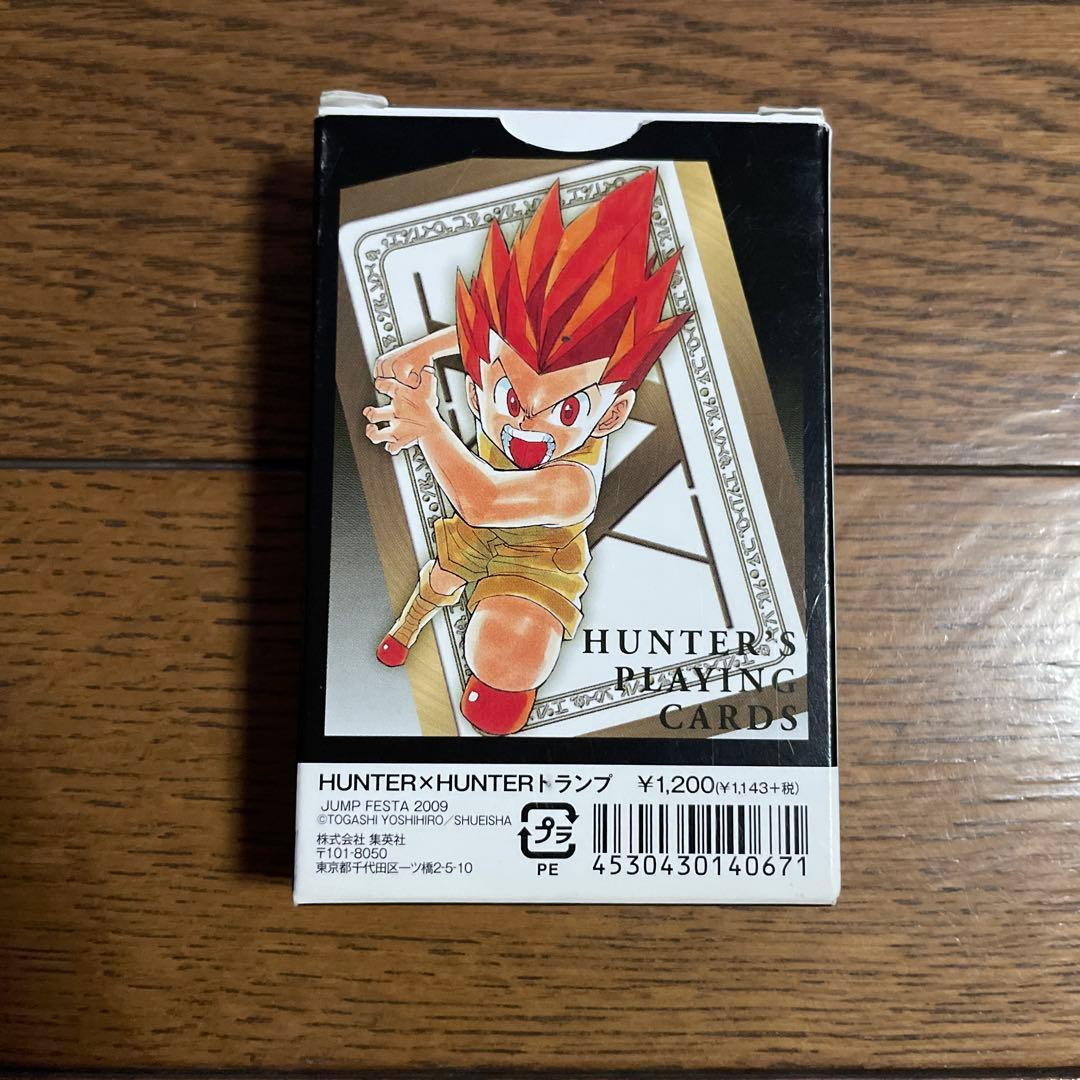 HUNTER'S
PLAYING
CARDS
HUNTER×HUNTERトランプ ¥1,200(¥1,143+税)
JUMP FESTA 2009
©TOGASHI YOSHIHIRO/SHUEISHA
株式会社 集英社
〒101-8050
東京都千代田区一ツ橋2-5-10
プラ
PE
4530430140671